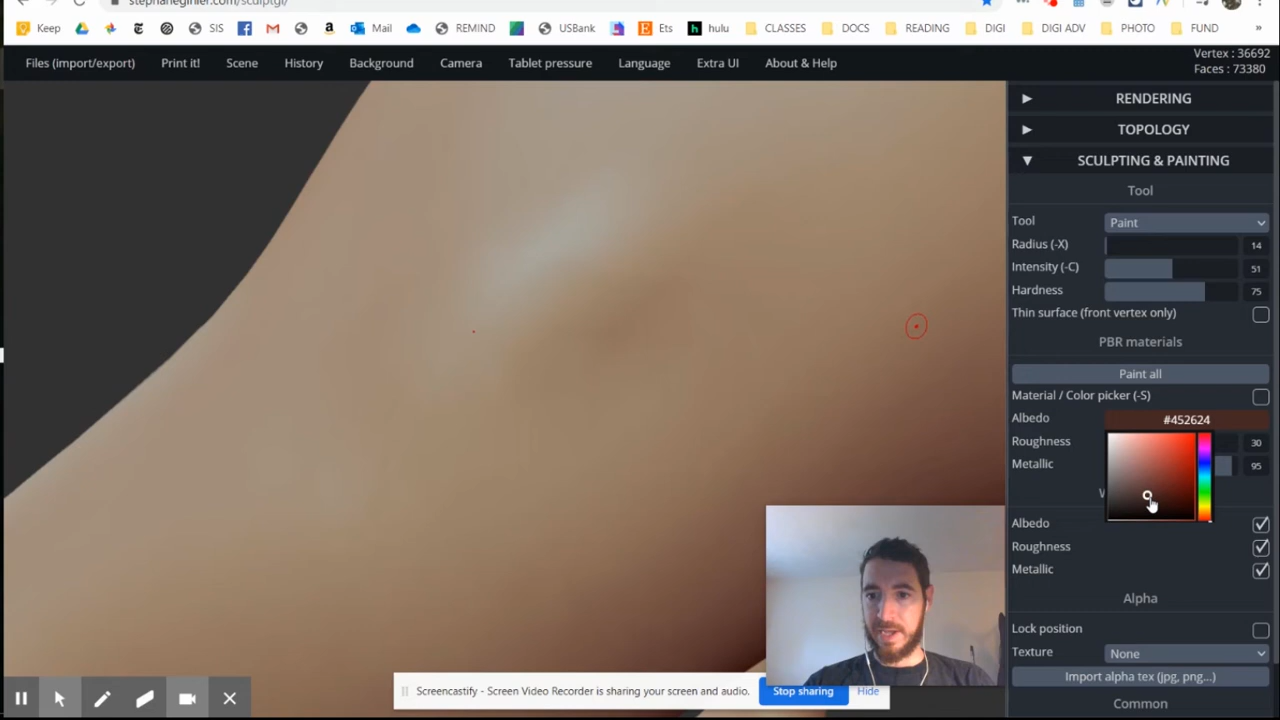 stephaneginier.com/sculptgl/
Keep SIS Mail REMIND USBank Ets hulu CLASSES DOCS READING DIGI DIGI ADV PHOTO FUND »
Files (import/export) Print it! Scene History Background Camera Tablet pressure Language Extra UI About & Help
Vertex : 36692
Faces : 73380
RENDERING
TOPOLOGY
SCULPTING & PAINTING
Tool
Tool Paint
Radius (-X) 14
Intensity (-C) 51
Hardness 75
Thin surface (front vertex only)
PBR materials
Paint all
Material / Color picker (-S)
Albedo #452624
Roughness 30
Metallic 95
Albedo
Roughness
Metallic
Alpha
Lock position
Texture None
Import alpha tex (jpg, png...)
Common
Screencastify - Screen Video Recorder is sharing your screen and audio. Stop sharing Hide